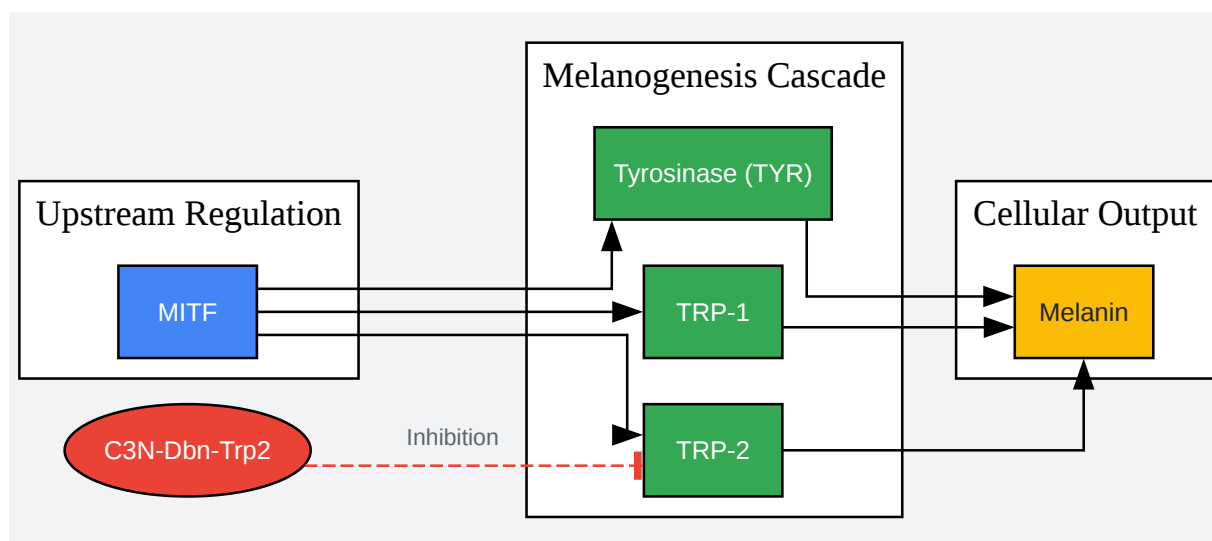 Upstream Regulation
MITF
C3N-Dbn-Trp2
Inhibition
Melanogenesis Cascade
Tyrosinase (TYR)
TRP-1
TRP-2
Cellular Output
Melanin